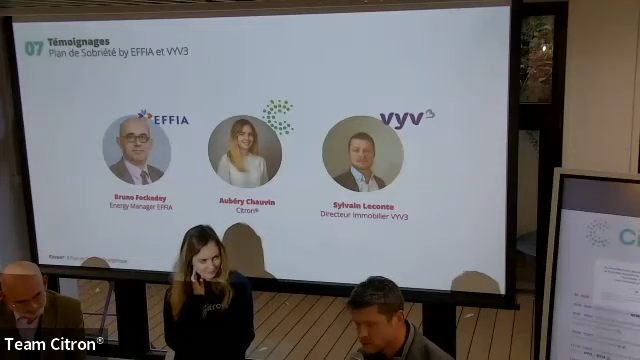 07 Témoignages
Plan de Sobriété by EFFIA et VYV3
EFFIA
vyv3
Bruno Fockedey
Energy Manager EFFIA
Aubéry Chauvin
Citron®
Sylvain Leconte
Directeur Immobilier VYV3
Team Citron®